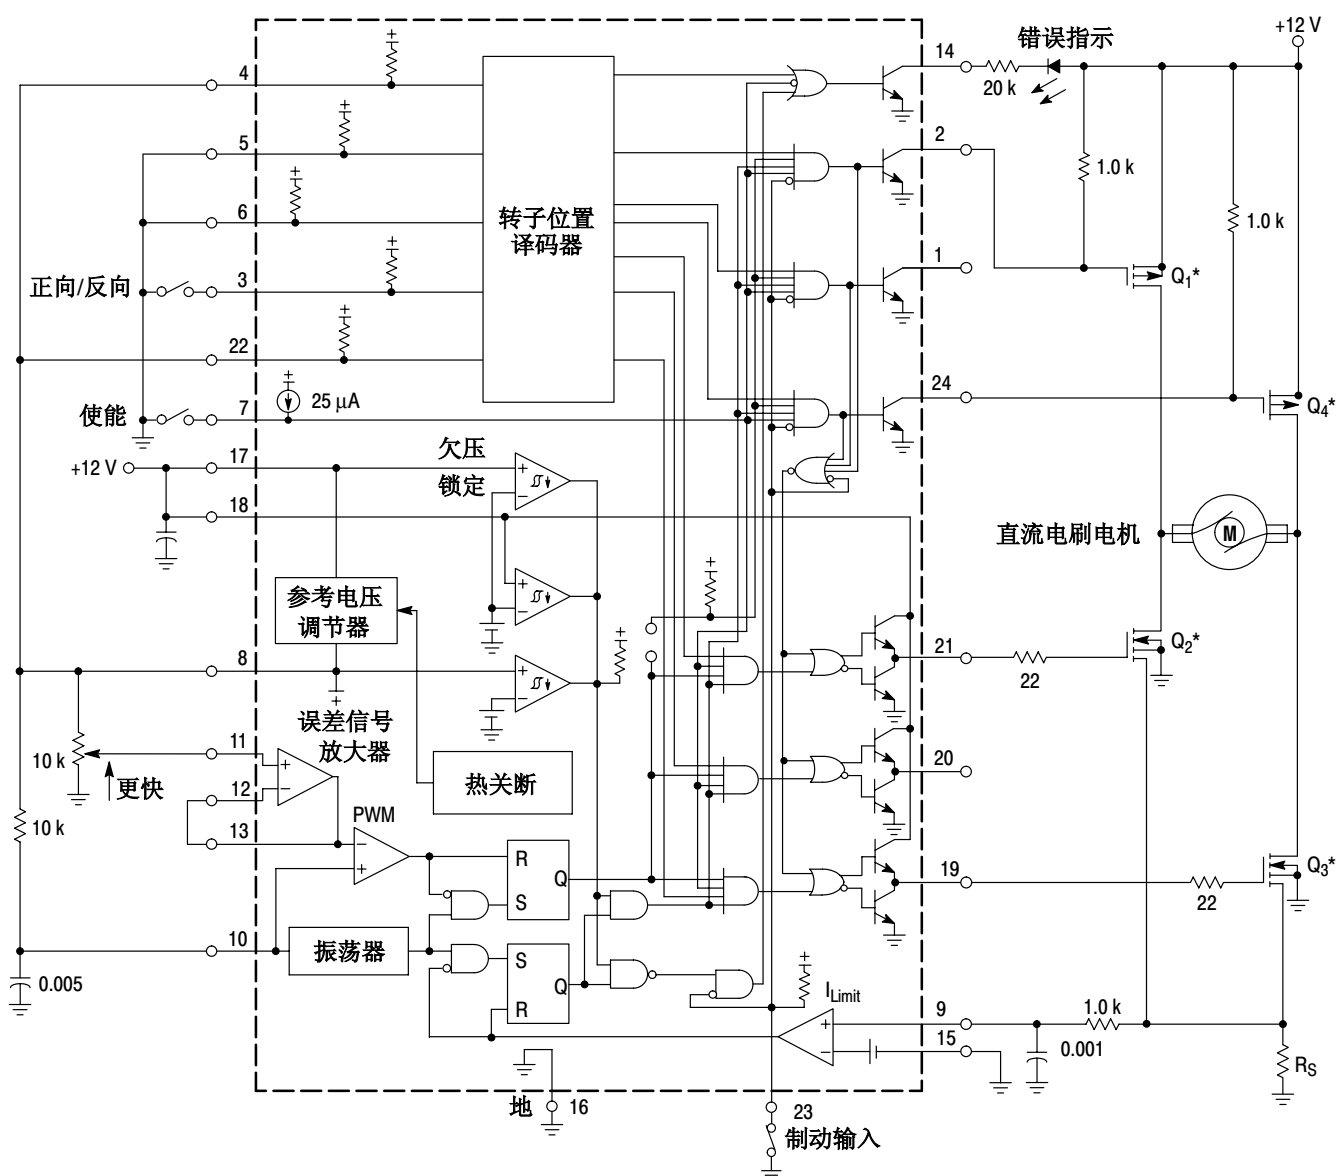 +12 V
错误指示
14
20 k
4
2
1.0 k
1.0 k
5
6
转子位置
译码器
1
正向/反向
3
Q1*
22
24
使能
7
25 μA
Q4*
+12 V
17
欠压
锁定
18
直流电刷电机
M
参考电压
调节器
8
21
22
Q2*
误差信号
放大器
10 k
更快
11
12
13
热关断
20
10 k
PWM
R
S
Q
19
22
Q3*
10
振荡器
0.005
S
R
Q
ILimit
9
15
1.0 k
0.001
RS
地
16
23
制动输入